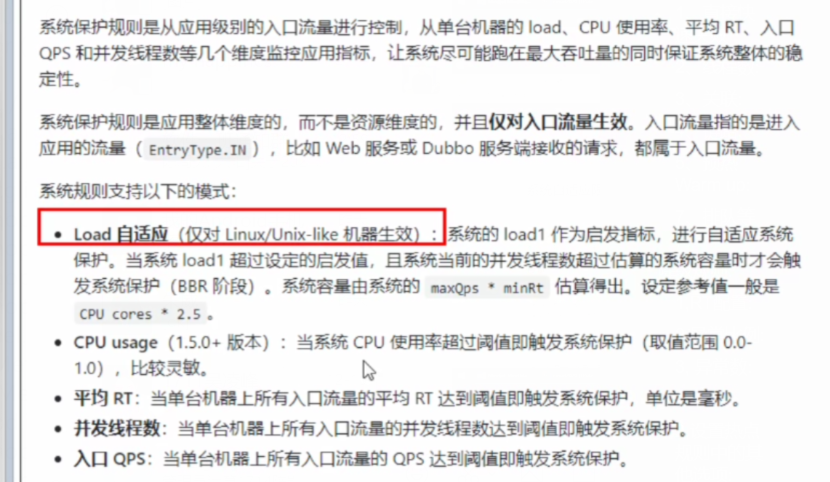 系统保护规则是从应用级别的入口流量进行控制，从单台机器的 load、CPU 使用率、平均 RT、入口
QPS 和并发线程数等几个维度监控应用指标，让系统尽可能跑在最大吞吐量的同时保证系统整体的稳
定性。
系统保护规则是应用整体维度的，而不是资源维度的，并且仅对入口流量生效。入口流量指的是进入
应用的流量（ EntryType.IN ），比如 Web 服务或 Dubbo 服务端接收的请求，都属于入口流量。
系统规则支持以下的模式：
• Load 自适应（仅对 Linux/Unix-like 机器生效）：系统的 load1 作为启发指标，进行自适应系统
保护。当系统 load1 超过设定的启发值，且系统当前的并发线程数超过估算的系统容量时才会触
发系统保护（BBR 阶段）。系统容量由系统的 maxQps * minRt 估算得出。设定参考值一般是
CPU cores * 2.5 。
• CPU usage（1.5.0+ 版本）：当系统 CPU 使用率超过阈值即触发系统保护（取值范围 0.0-
1.0），比较灵敏。
• 平均 RT：当单台机器上所有入口流量的平均 RT 达到阈值即触发系统保护，单位是毫秒。
• 并发线程数：当单台机器上所有入口流量的并发线程数达到阈值即触发系统保护。
• 入口 QPS：当单台机器上所有入口流量的 QPS 达到阈值即触发系统保护。